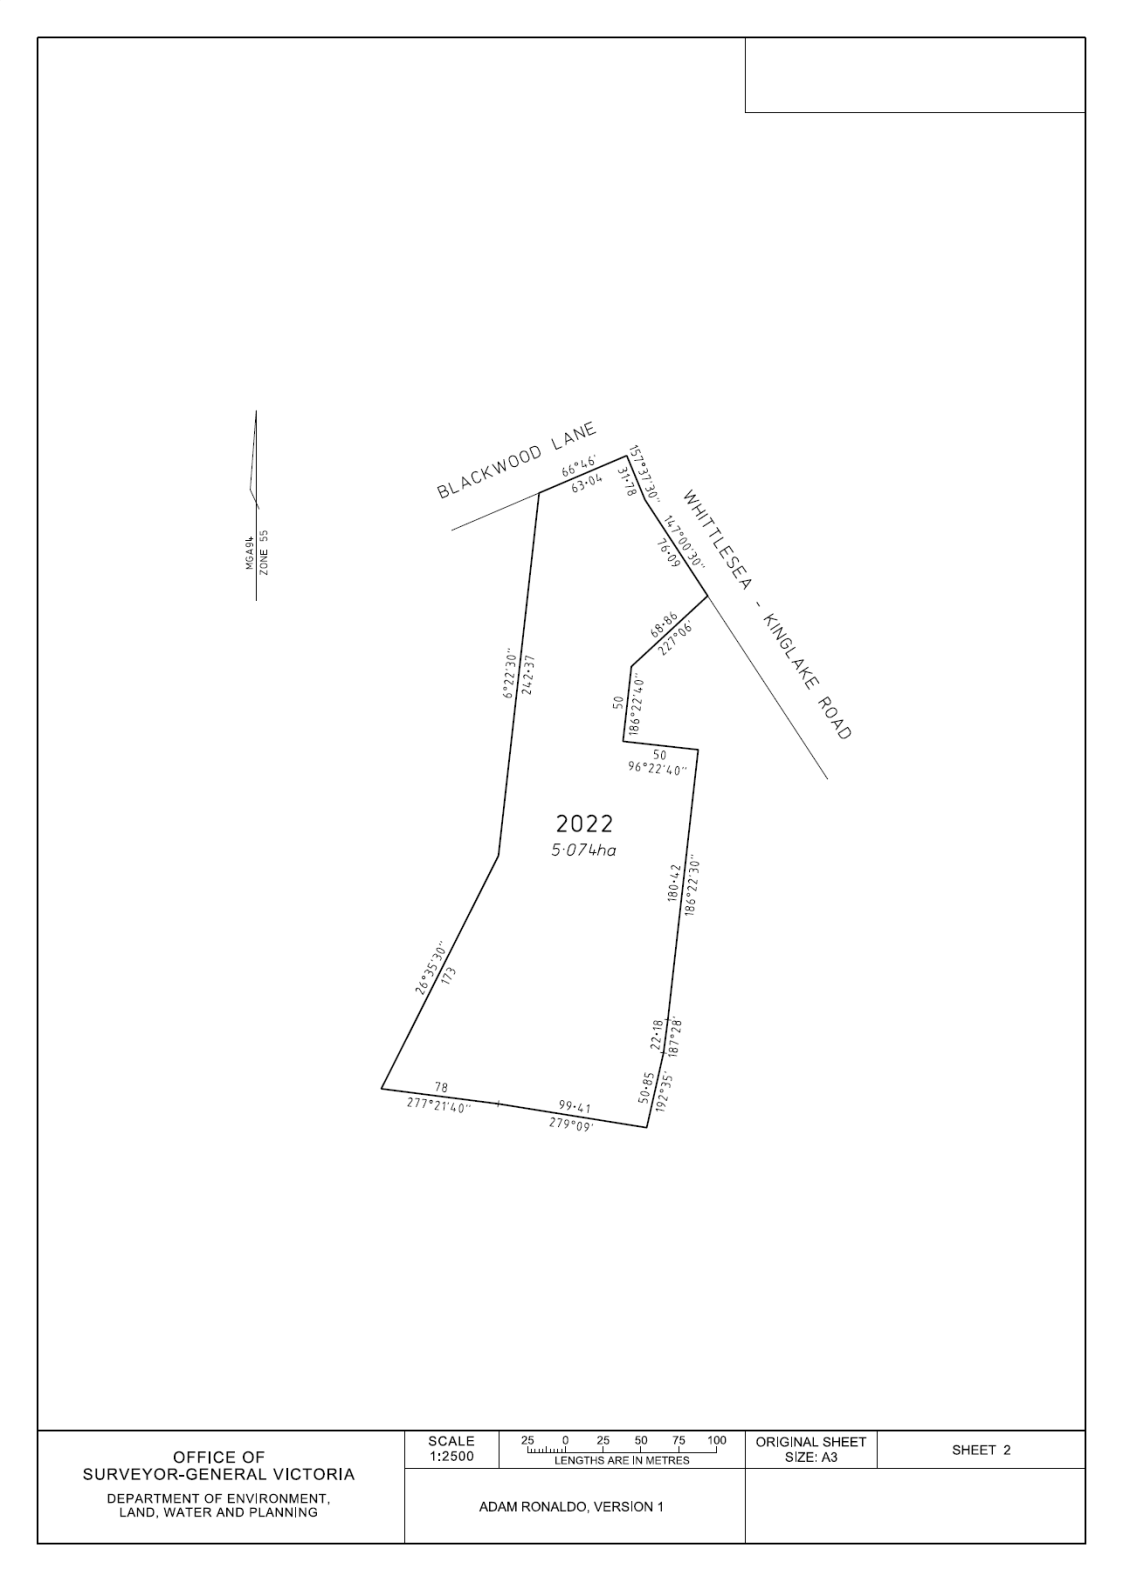 BLACKWOOD LANE
66°46'
63·04
157°37'30"
31·78
WHITTLESEA - KINGLAKE ROAD
147°00'30"
76·09
MGA94
ZONE 55
68·86
227°06'
6°22'30"
242·37
50
186°22'40"
50
96°22'40"
2022
5·074ha
180·42
186°22'30"
26°35'30"
173
22·18
187°28'
50·85
192°35'
78
277°21'40"
99·41
279°09'
OFFICE OF
SURVEYOR-GENERAL VICTORIA
DEPARTMENT OF ENVIRONMENT,
LAND, WATER AND PLANNING
SCALE
1:2500
25 0 25 50 75 100
LENGTHS ARE IN METRES
ORIGINAL SHEET
SIZE: A3
SHEET 2
ADAM RONALDO, VERSION 1